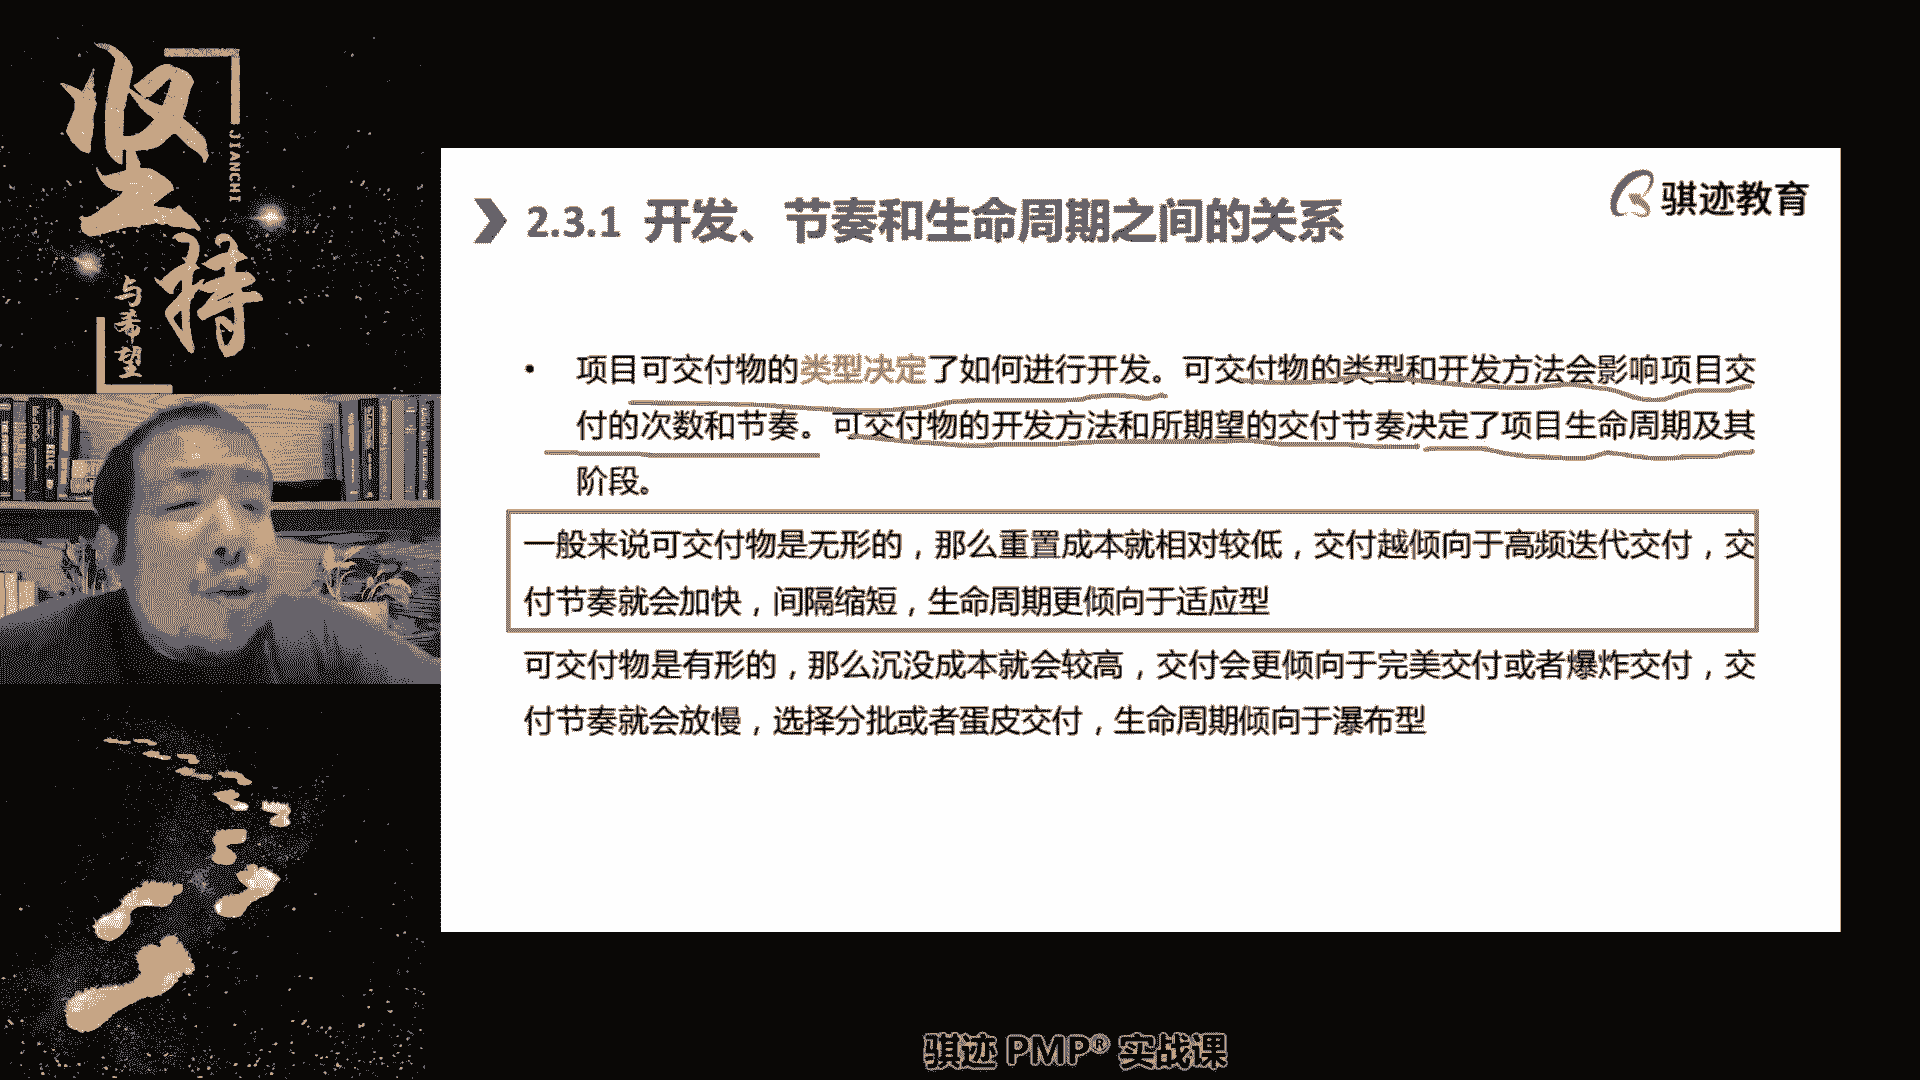 坚持
JIANCHI
与希望
骐迹教育
2.3.1 开发、节奏和生命周期之间的关系
• 项目可交付物的类型决定了如何进行开发。可交付物的类型和开发方法会影响项目交
付的次数和节奏。可交付物的开发方法和所期望的交付节奏决定了项目生命周期及其
阶段。
一般来说可交付物是无形的，那么重置成本就相对较低，交付越倾向于高频迭代交付，交
付节奏就会加快，间隔缩短，生命周期更倾向于适应型
可交付物是有形的，那么沉没成本就会较高，交付会更倾向于完美交付或者爆炸交付，交
付节奏就会放慢，选择分批或者蛋皮交付，生命周期倾向于瀑布型
骐迹 PMP® 实战课